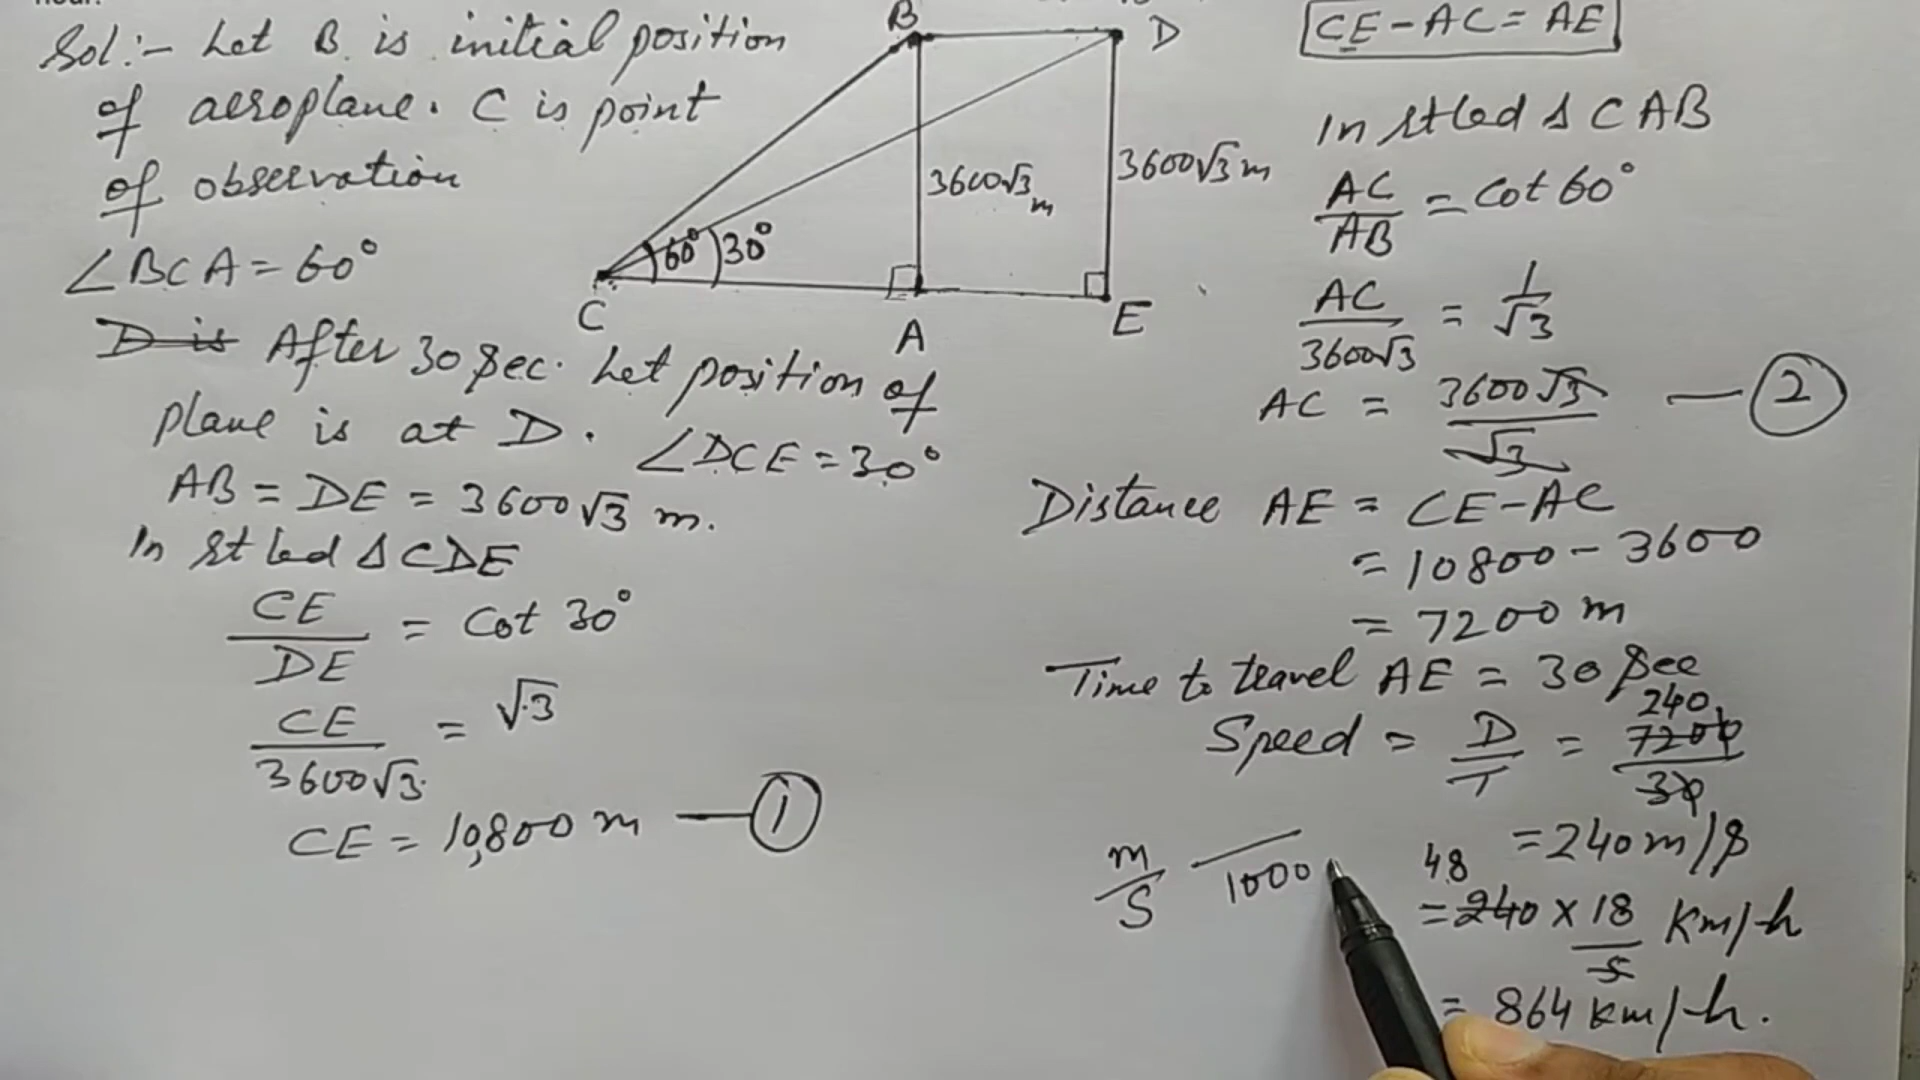 hour.
Sol:- Let B is initial position
of aeroplane. C is point
of observation
∠BCA = 60°
D is After 30 sec. Let position of
plane is at D. ∠DCE = 30°
AB = DE = 3600√3 m.
In rt led Δ CDE
CE/DE = Cot 30°
CE/3600√3 = √3
CE = 10,800 m — 1
B
D
3600√3 m
3600√3 m
60°
30°
C
A
E
CE - AC = AE
In rt led Δ CAB
AC/AB = Cot 60°
AC/3600√3 = 1/√3
AC = 3600√3/√3 — 2
Distance AE = CE - AC
= 10800 - 3600
= 7200 m
Time to travel AE = 30 Sec
240
Speed = D/T = 7200/30
= 240 m/s
48
= 240 × 18/5 Km/h
= 864 km/h.
m/s
1000